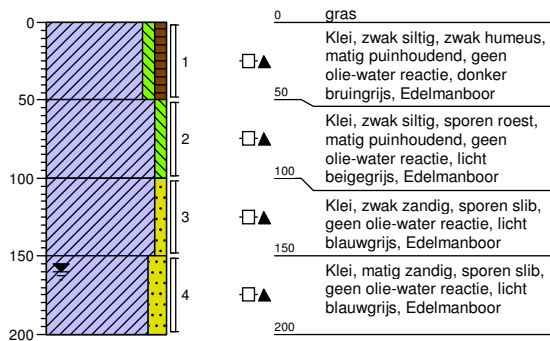 0
50
100
150
200
1
2
3
4
0
gras
Klei, zwak siltig, zwak humeus,
matig puinhoudend, geen
olie-water reactie, donker
bruingrijs, Edelmanboor
50
Klei, zwak siltig, sporen roest,
matig puinhoudend, geen
olie-water reactie, licht
beigegrijs, Edelmanboor
100
Klei, zwak zandig, sporen slib,
geen olie-water reactie, licht
blauwgrijs, Edelmanboor
150
Klei, matig zandig, sporen slib,
geen olie-water reactie, licht
blauwgrijs, Edelmanboor
200